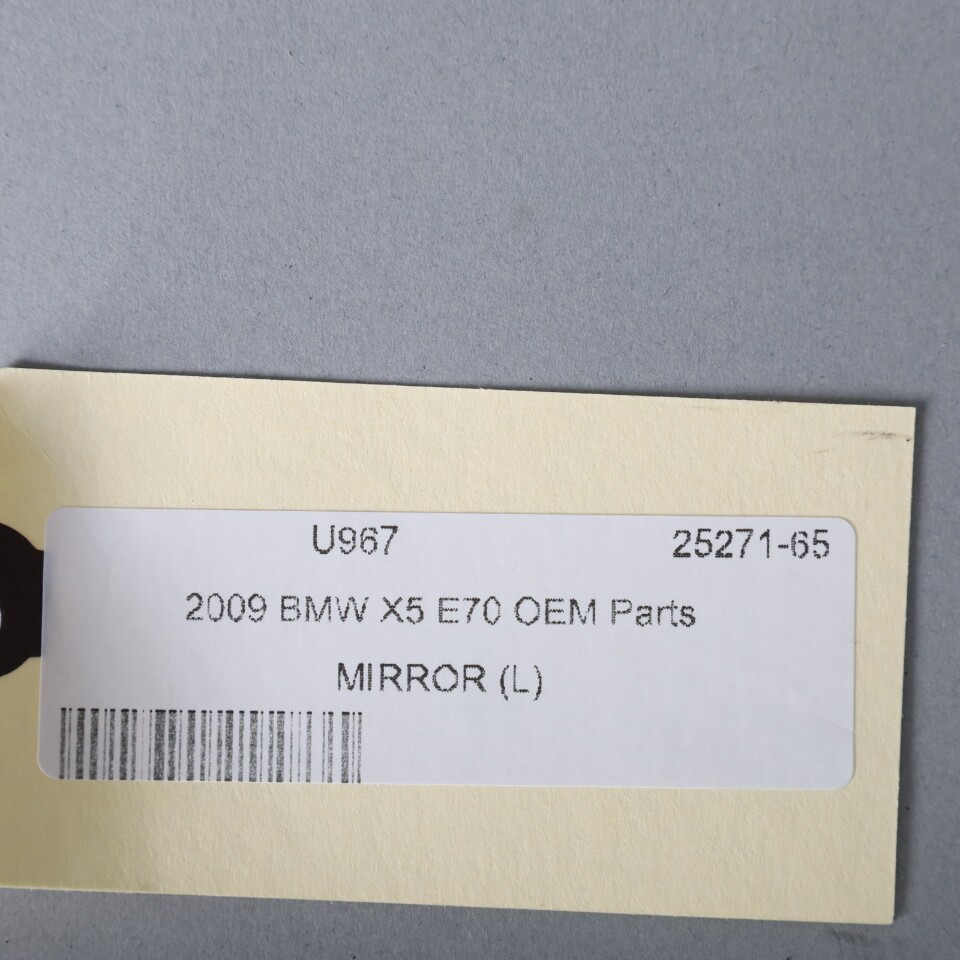 U967 25271-65
2009 BMW X5 E70 OEM Parts
MIRROR (L)